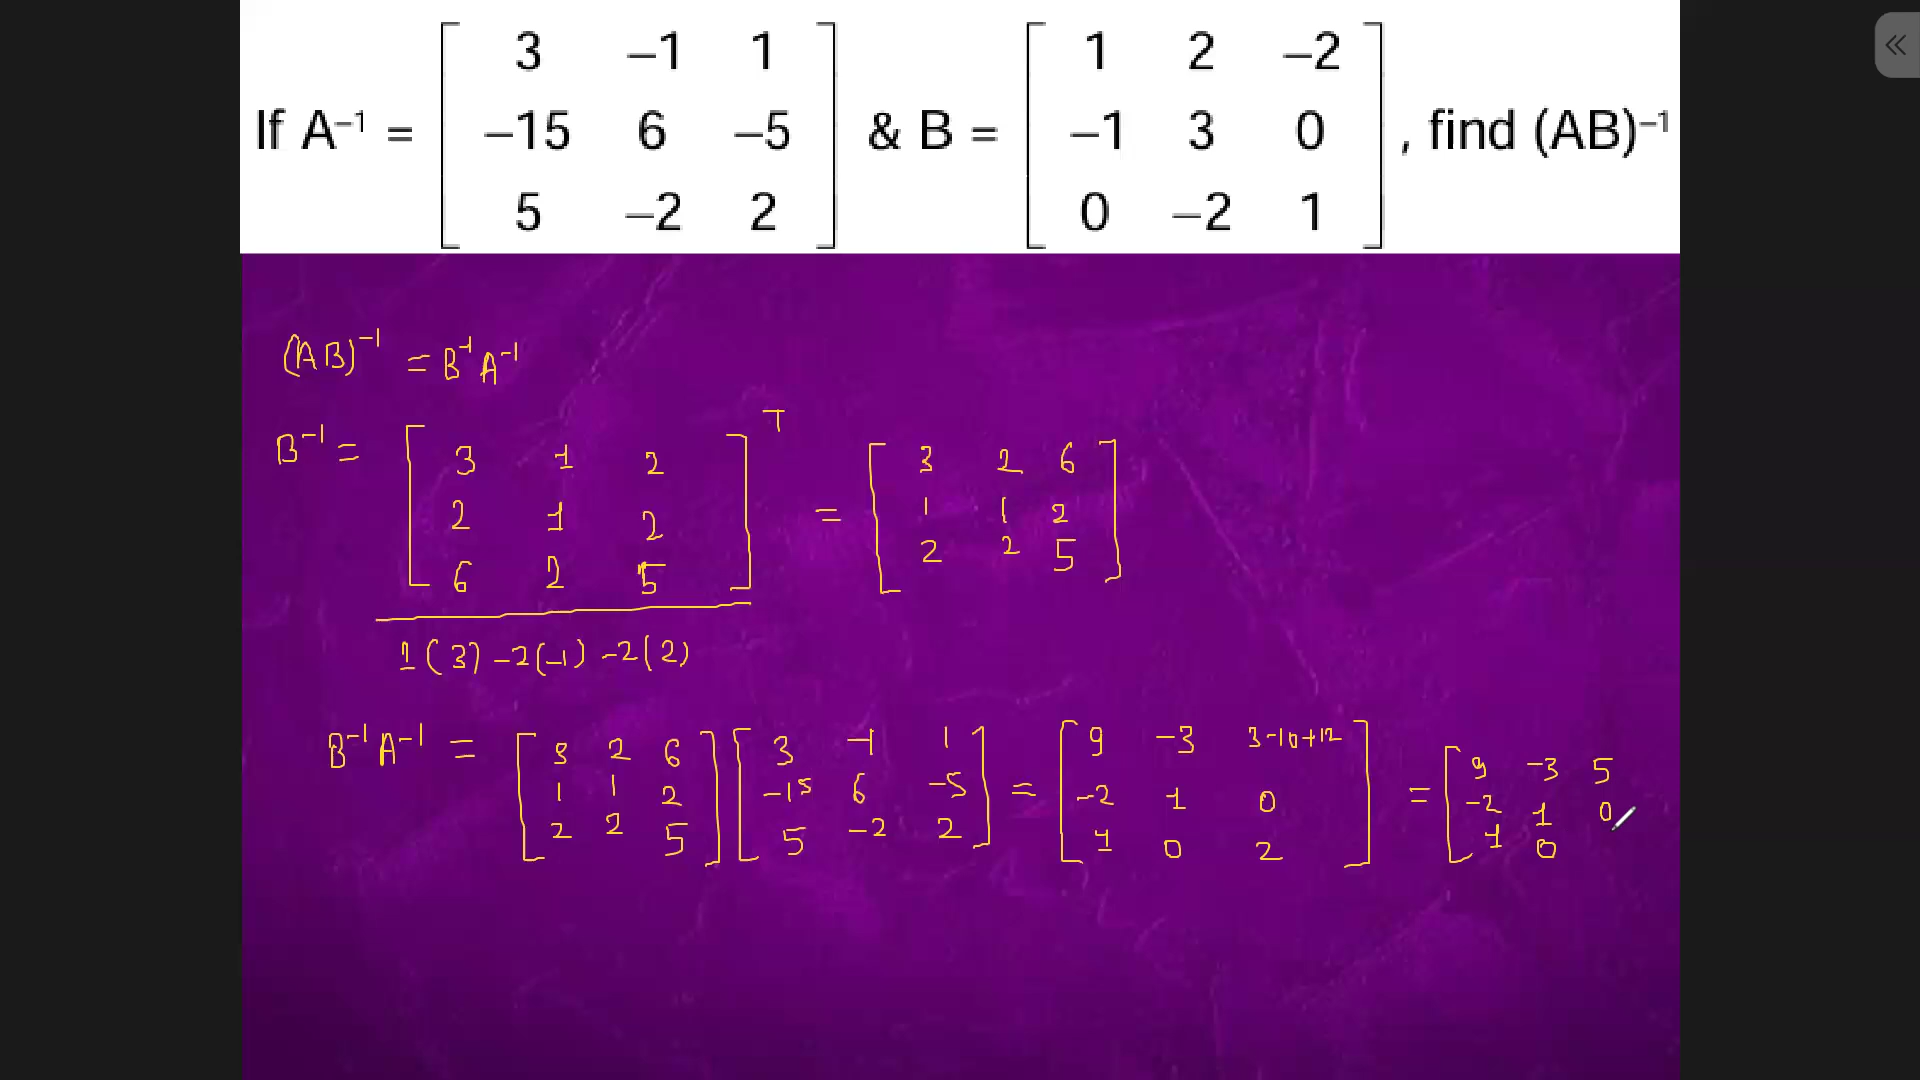 If A⁻¹ = [ 3 −1 1
−15 6 −5
5 −2 2 ] & B = [ 1 2 −2
−1 3 0
0 −2 1 ] , find (AB)⁻¹
(AB)⁻¹ = B⁻¹A⁻¹
B⁻¹ = [ 3 1 2
2 1 2
6 2 5 ]ᵀ = [ 3 2 6
1 1 2
2 2 5 ]
1(3) -2(-1) -2(2)
B⁻¹A⁻¹ = [ 3 2 6
1 1 2
2 2 5 ] [ 3 -1 1
-15 6 -5
5 -2 2 ] = [ 9 -3 3-10+12
-2 1 0
1 0 2 ] = [ 9 -3 5
-2 1 0
1 0